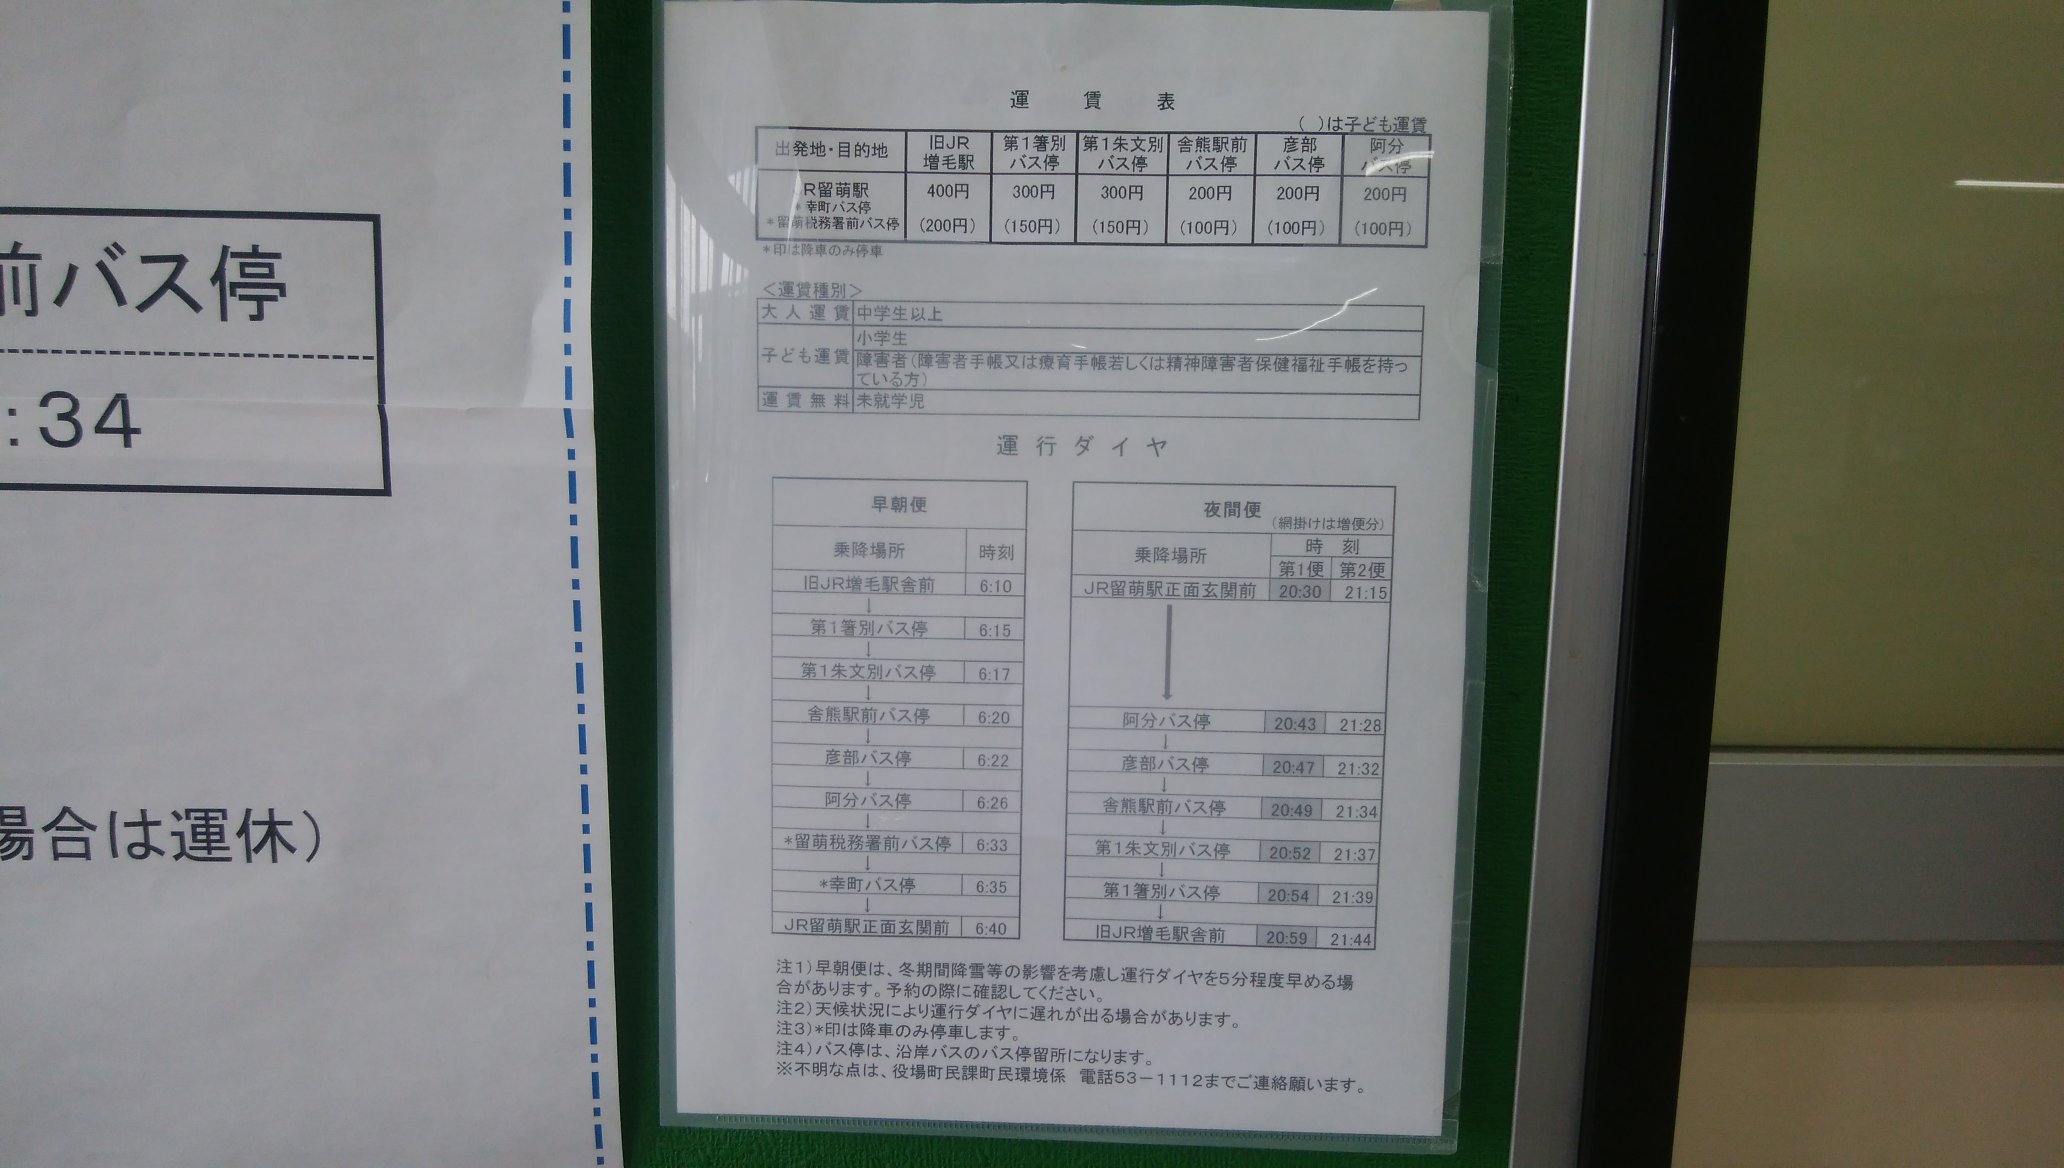 前バス停
:34
場合は運休）
運賃表
（ ）は子ども運賃
出発地・目的地 旧JR増毛駅 第1箸別バス停 第1朱文別バス停 舎熊駅前バス停 彦部バス停 阿分バス停
JR留萌駅 400円 300円 300円 200円 200円 200円
*幸町バス停
*留萌税務署前バス停 (200円) (150円) (150円) (100円) (100円) (100円)
*印は降車のみ停車
＜運賃種別＞
大人運賃 中学生以上
子ども運賃 小学生
障害者（障害者手帳又は療育手帳若しくは精神障害者保健福祉手帳を持っ
ている方）
運賃無料 未就学児
運行ダイヤ
早朝便
乗降場所 時刻
旧JR増毛駅舎前 6:10
↓
第1箸別バス停 6:15
↓
第1朱文別バス停 6:17
↓
舎熊駅前バス停 6:20
↓
彦部バス停 6:22
↓
阿分バス停 6:26
↓
*留萌税務署前バス停 6:33
↓
*幸町バス停 6:35
↓
JR留萌駅正面玄関前 6:40
夜間便 （網掛けは増便分）
乗降場所 時刻
第1便 第2便
JR留萌駅正面玄関前 20:30 21:15
↓
阿分バス停 20:43 21:28
↓
彦部バス停 20:47 21:32
↓
舎熊駅前バス停 20:49 21:34
↓
第1朱文別バス停 20:52 21:37
↓
第1箸別バス停 20:54 21:39
↓
旧JR増毛駅舎前 20:59 21:44
注1）早朝便は、冬期間降雪等の影響を考慮し運行ダイヤを5分程度早める場
合があります。予約の際に確認してください。
注2）天候状況により運行ダイヤに遅れが出る場合があります。
注3）*印は降車のみ停車します。
注4）バス停は、沿岸バスのバス停留所になります。
※不明な点は、役場町民課町民環境係 電話53－1112までご連絡願います。